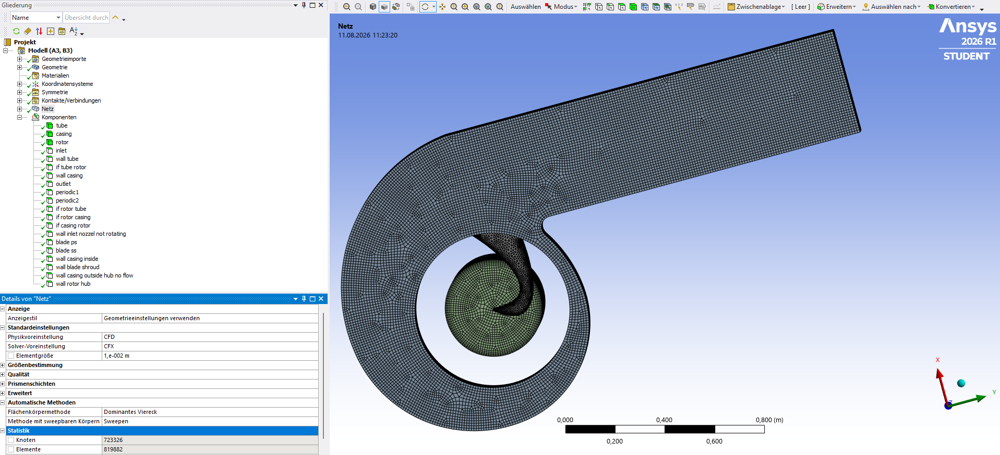 Gliederung
Name Übersicht durch
Projekt
Modell (A3, B3)
Geometrieimporte
Geometrie
Materialien
Koordinatensysteme
Symmetrie
Kontakte/Verbindungen
Netz
Komponenten
tube
casing
rotor
inlet
wall tube
if tube rotor
wall casing
outlet
periodic1
periodic2
if rotor tube
if rotor casing
if casing rotor
wall inlet nozzel not rotating
blade ps
blade ss
wall casing inside
wall blade shroud
wall casing outside hub no flow
wall rotor hub
Details von "Netz"
Anzeige
Anzeigestil Geometrieeinstellungen verwenden
Standardeinstellungen
Physikvoreinstellung CFD
Solver-Voreinstellung CFX
Elementgröße 1,e-002 m
Größenbestimmung
Qualität
Prismenschichten
Erweitert
Automatische Methoden
Flächenkörpermethode Dominantes Viereck
Methode mit sweepbaren Körpern Sweepen
Statistik
Knoten 723326
Elemente 819882
Auswählen Modus Zwischenablage [ Leer ] Erweitern Auswählen nach Konvertieren
Netz
11.08.2026 11:23:20
Ansys
2026 R1
STUDENT
X
Y
Z
0,000 0,400 0,800 (m)
0,200 0,600